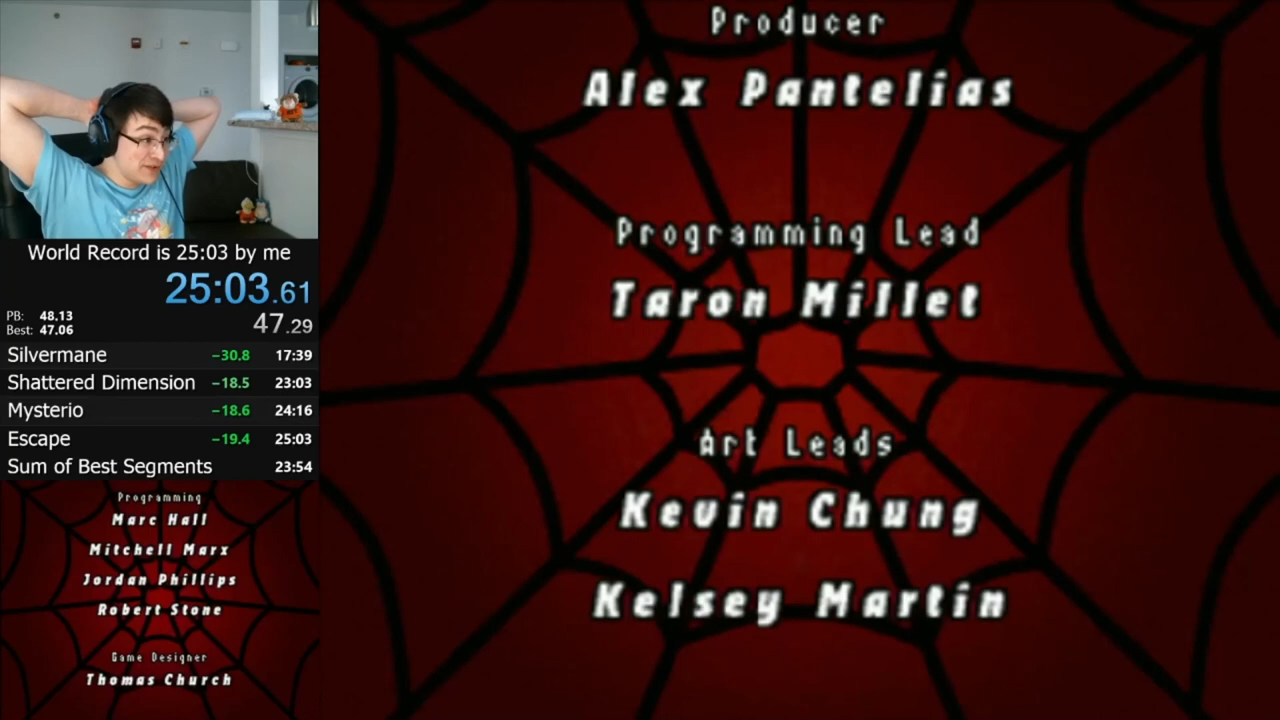 World Record is 25:03 by me
25:03.61
PB: 48.13
Best: 47.06
47.29
Silvermane -30.8 17:39
Shattered Dimension -18.5 23:03
Mysterio -18.6 24:16
Escape -19.4 25:03
Sum of Best Segments 23:54
Programming
Marc Hall
Mitchell Marx
Jordan Phillips
Robert Stone
Game Designer
Thomas Church
Producer
Alex Pantelias
Programming Lead
Taron Millet
Art Leads
Kevin Chung
Kelsey Martin